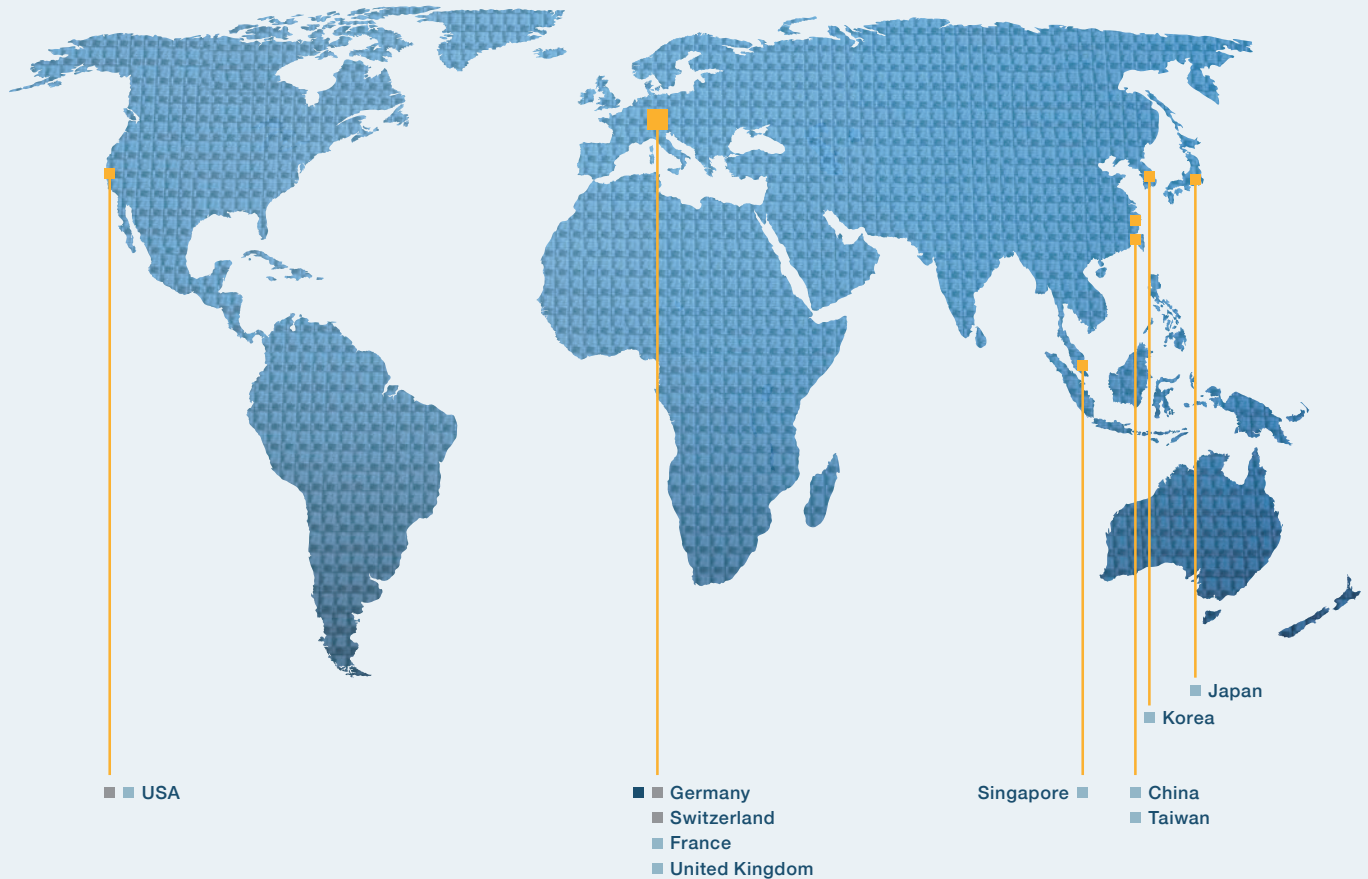 Japan
Korea
USA
Germany
Switzerland
France
United Kingdom
Singapore
China
Taiwan